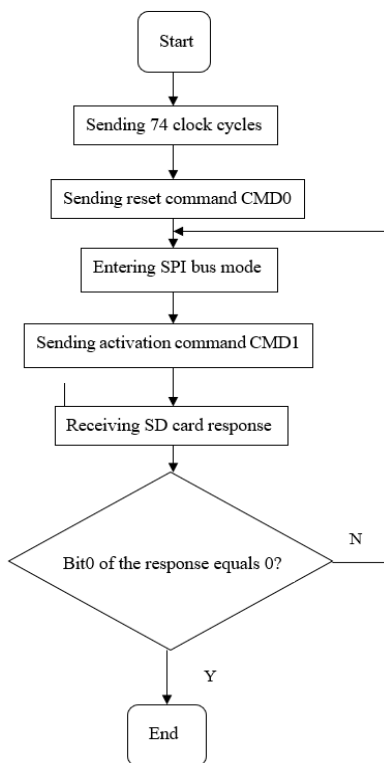 Start
Sending 74 clock cycles
Sending reset command CMD0
Entering SPI bus mode
Sending activation command CMD1
Receiving SD card response
Bit0 of the response equals 0?
N
Y
End